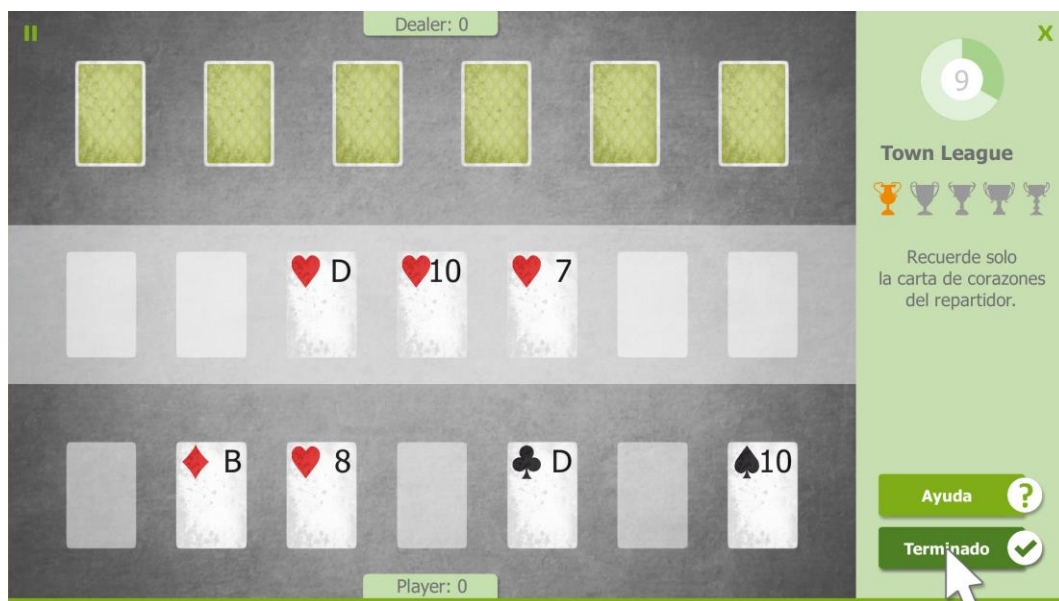 Dealer: 0
X
9
Town League
D
10
7
Recuerde solo
la carta de corazones
del repartidor.
B
8
D
10
Ayuda ?
Terminado
Player: 0